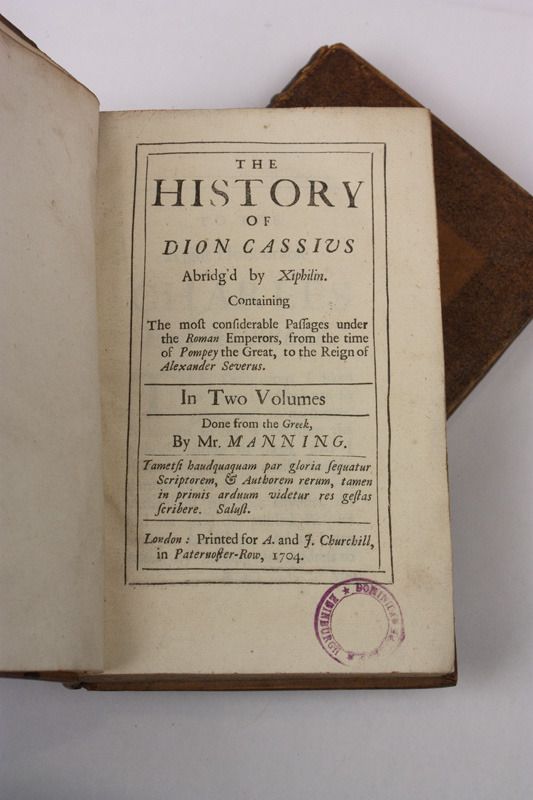 THE
HISTORY
OF
DION CASSIVS
Abridg'd by Xiphilin.
Containing
The moſt conſiderable Paſſages under
the Roman Emperors, from the time
of Pompey the Great, to the Reign of
Alexander Severus.
In Two Volumes
Done from the Greek,
By Mr. MANNING.
Tametſi haudquaquam par gloria ſequatur
Scriptorem, & Authorem rerum, tamen
in primis arduum videtur res geſtas
ſcribere. Saluſt.
London: Printed for A. and J. Churchill,
in Paternoſter-Row, 1704.
EDINBURGH